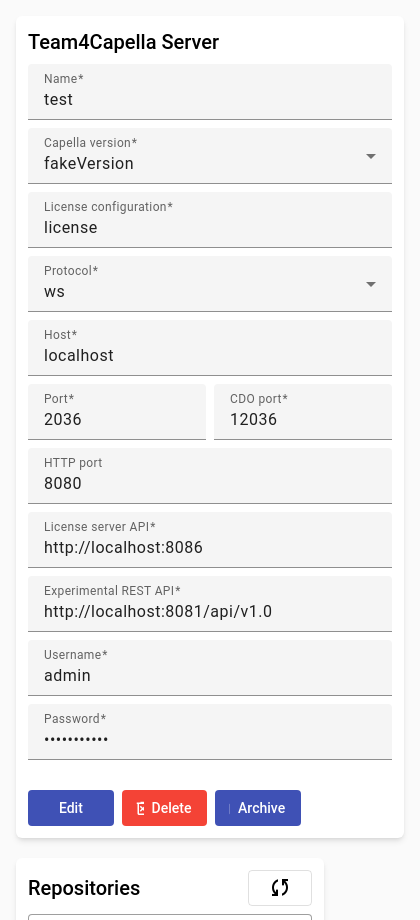 Team4Capella Server
Name*
test
Capella version*
fakeVersion
License configuration*
license
Protocol*
ws
Host*
localhost
Port* CDO port*
2036 12036
HTTP port
8080
License server API*
http://localhost:8086
Experimental REST API*
http://localhost:8081/api/v1.0
Username*
admin
Password*
•••••••••••
Edit Delete Archive
Repositories